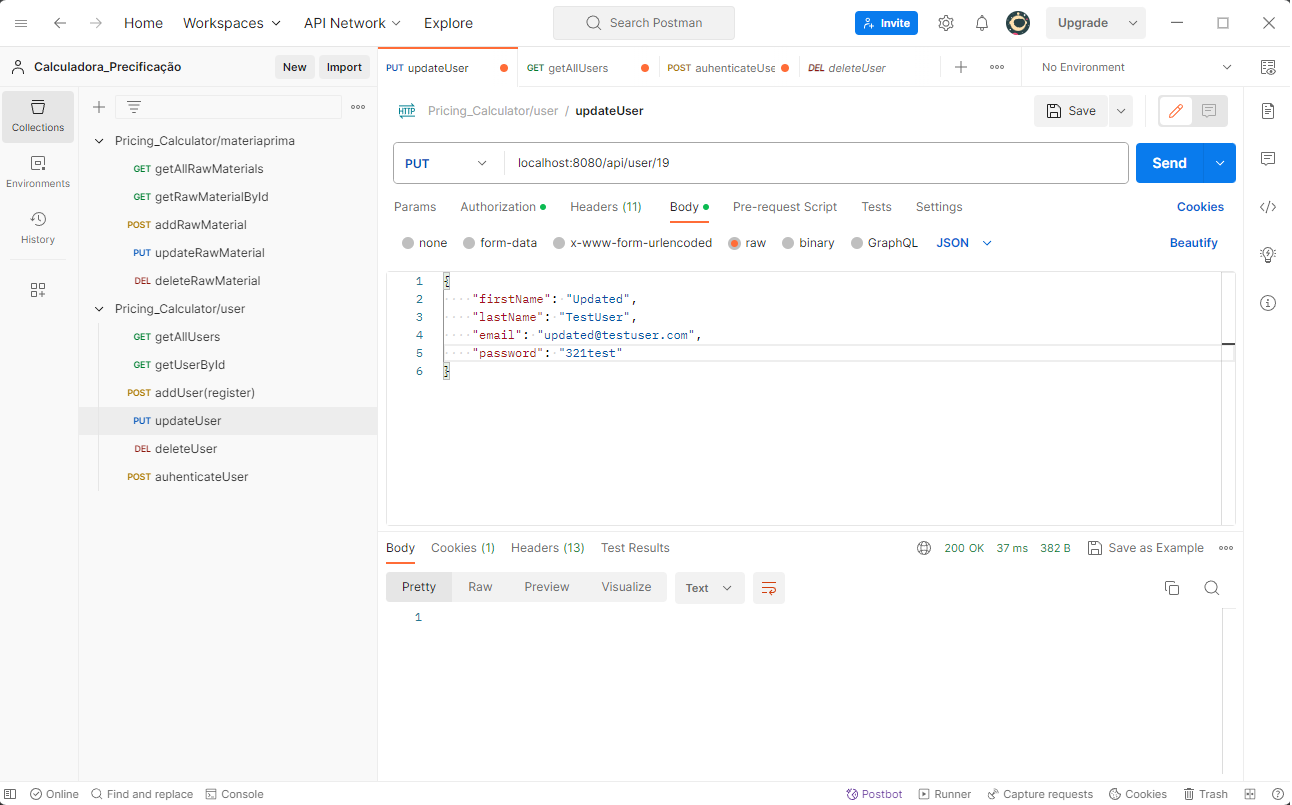 Home Workspaces API Network Explore Search Postman Invite Upgrade
Calculadora_Precificação New Import PUT updateUser GET getAllUsers POST auhenticateUse DEL deleteUser No Environment
Collections
Environments
History
Pricing_Calculator/materiaprima
GET getAllRawMaterials
GET getRawMaterialById
POST addRawMaterial
PUT updateRawMaterial
DEL deleteRawMaterial
Pricing_Calculator/user
GET getAllUsers
GET getUserById
POST addUser(register)
PUT updateUser
DEL deleteUser
POST auhenticateUser
HTTP Pricing_Calculator/user / updateUser Save
PUT localhost:8080/api/user/19 Send
Params Authorization Headers (11) Body Pre-request Script Tests Settings Cookies
none form-data x-www-form-urlencoded raw binary GraphQL JSON Beautify
1 {
2 "firstName": "Updated",
3 "lastName": "TestUser",
4 "email": "updated@testuser.com",
5 "password": "321test"
6 }
Body Cookies (1) Headers (13) Test Results 200 OK 37 ms 382 B Save as Example
Pretty Raw Preview Visualize Text
1
Online Find and replace Console Postbot Runner Capture requests Cookies Trash